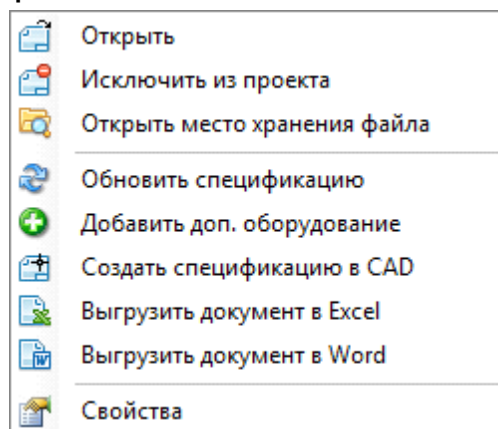 Открыть
Исключить из проекта
Открыть место хранения файла
Обновить спецификацию
Добавить доп. оборудование
Создать спецификацию в CAD
Выгрузить документ в Excel
Выгрузить документ в Word
Свойства